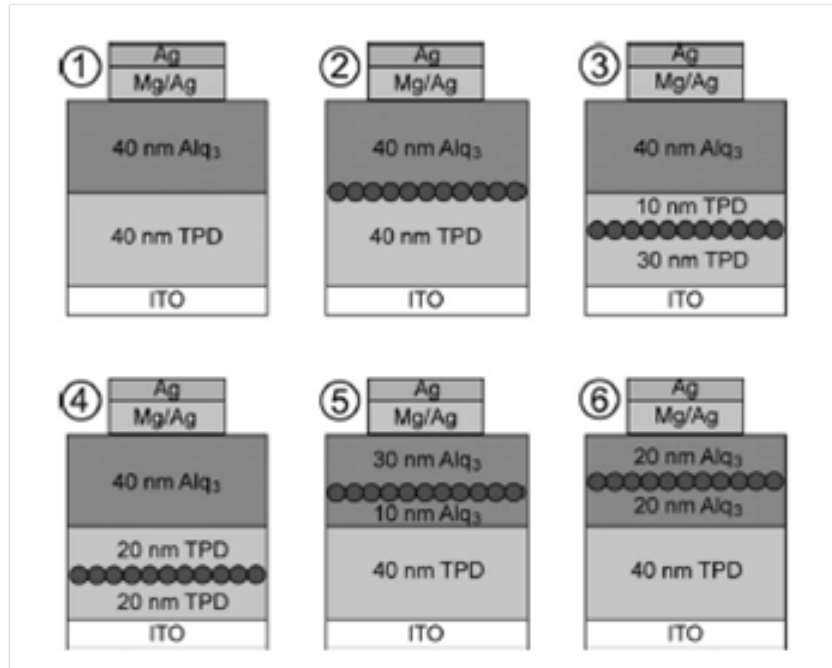 1
Ag
Mg/Ag
40 nm Alq₃
40 nm TPD
ITO
2
Ag
Mg/Ag
40 nm Alq₃
40 nm TPD
ITO
3
Ag
Mg/Ag
40 nm Alq₃
10 nm TPD
30 nm TPD
ITO
4
Ag
Mg/Ag
40 nm Alq₃
20 nm TPD
20 nm TPD
ITO
5
Ag
Mg/Ag
30 nm Alq₃
10 nm Alq₃
40 nm TPD
ITO
6
Ag
Mg/Ag
20 nm Alq₃
20 nm Alq₃
40 nm TPD
ITO